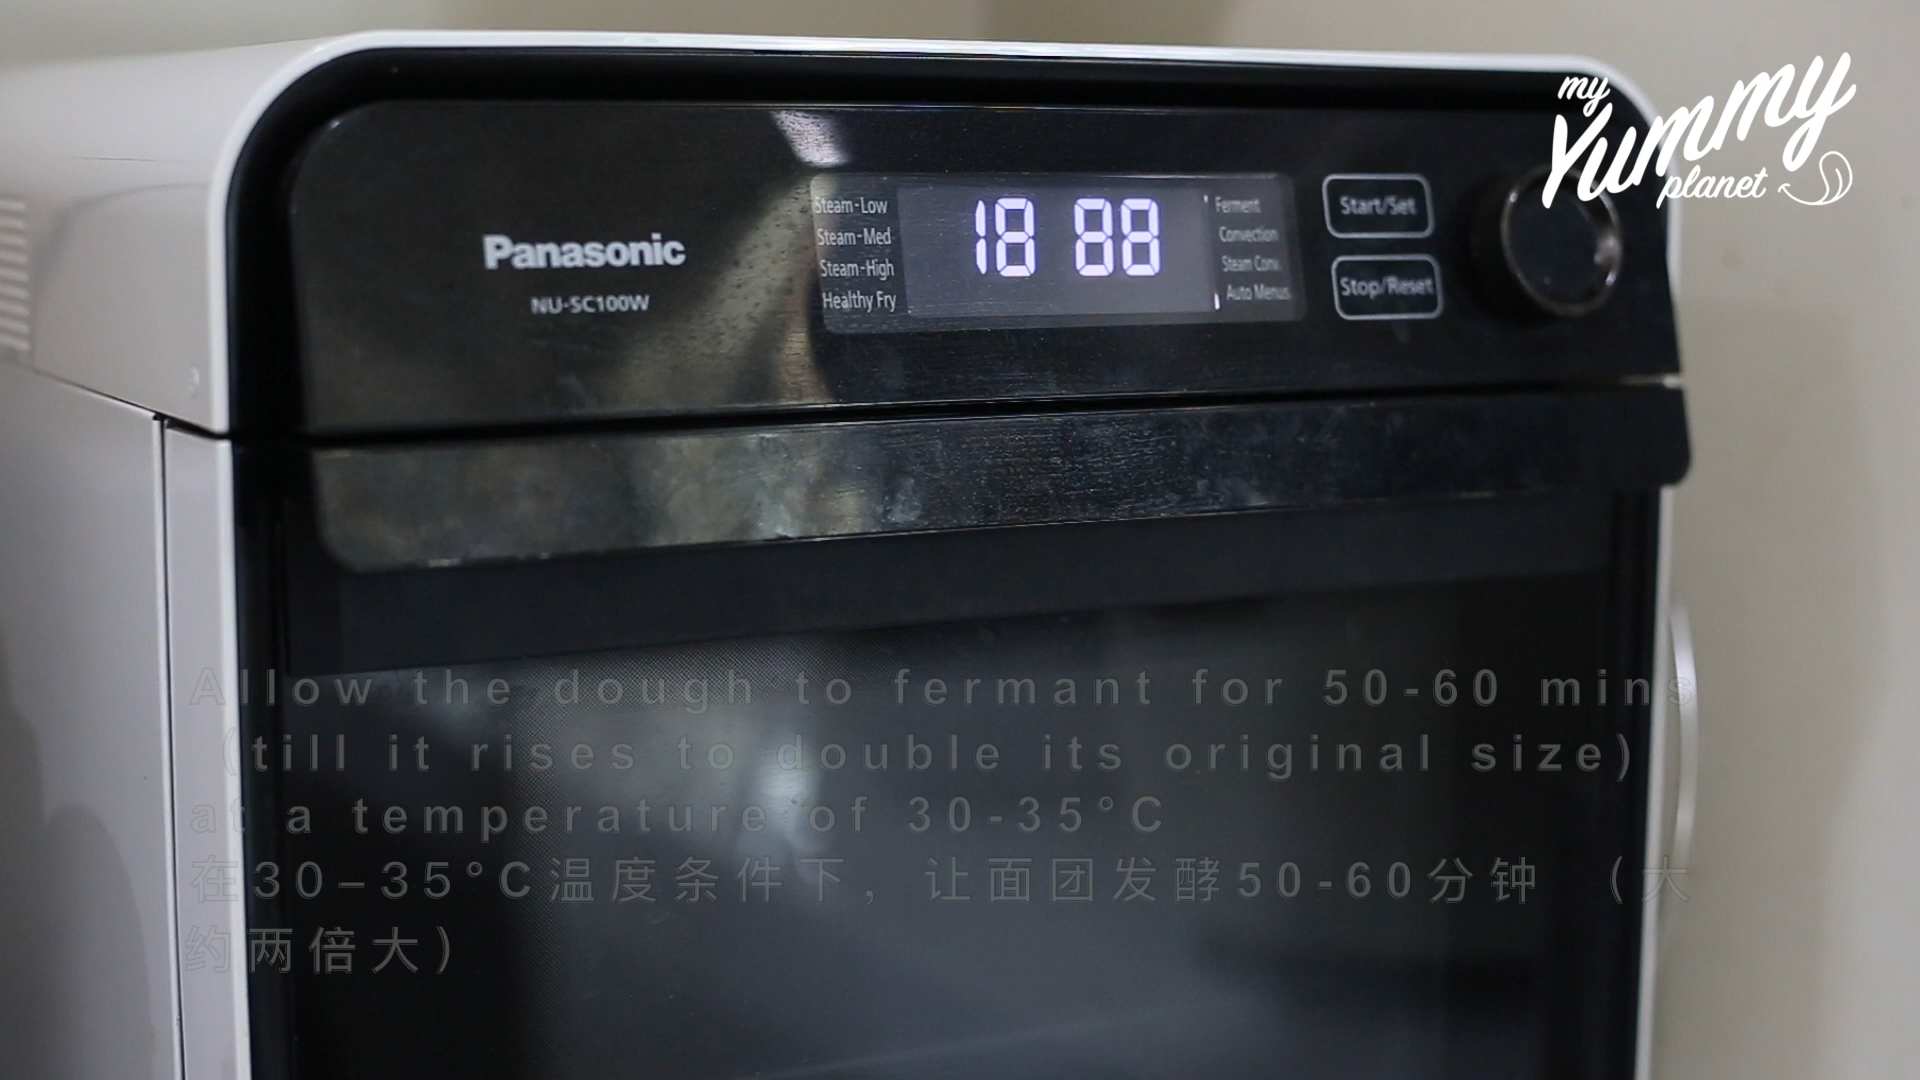 my
Yummy
planet
Panasonic
NU-SC100W
Steam-Low
Steam-Med
Steam-High
Healthy Fry
18 88
Ferment
Convection
Steam Conv.
Auto Menus
Start/Set
Stop/Reset
Allow the dough to fermant for 50-60 mins
(till it rises to double its original size)
at a temperature of 30-35°C
在30–35°C温度条件下，让面团发酵50-60分钟 （大
约两倍大）